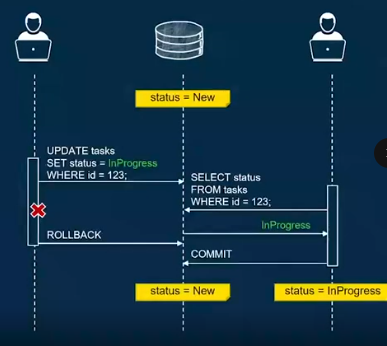 status = New
UPDATE tasks
SET status = InProgress
WHERE id = 123;
SELECT status
FROM tasks
WHERE id = 123;
InProgress
ROLLBACK
COMMIT
status = New
status = InProgress